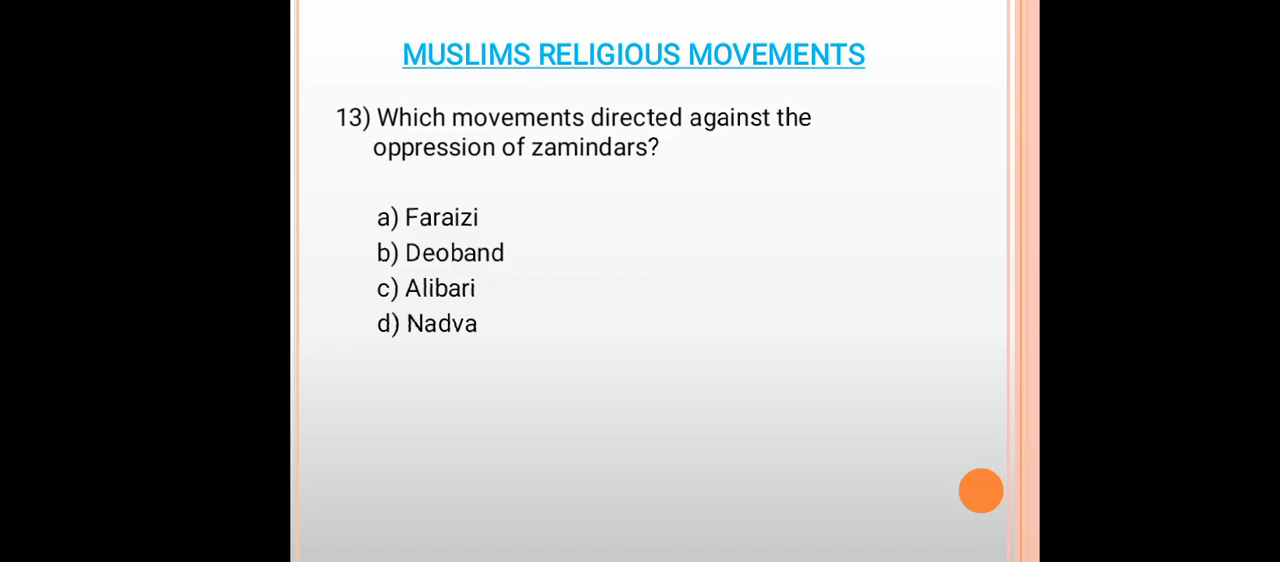 MUSLIMS RELIGIOUS MOVEMENTS
13) Which movements directed against the
oppression of zamindars?
a) Faraizi
b) Deoband
c) Alibari
d) Nadva